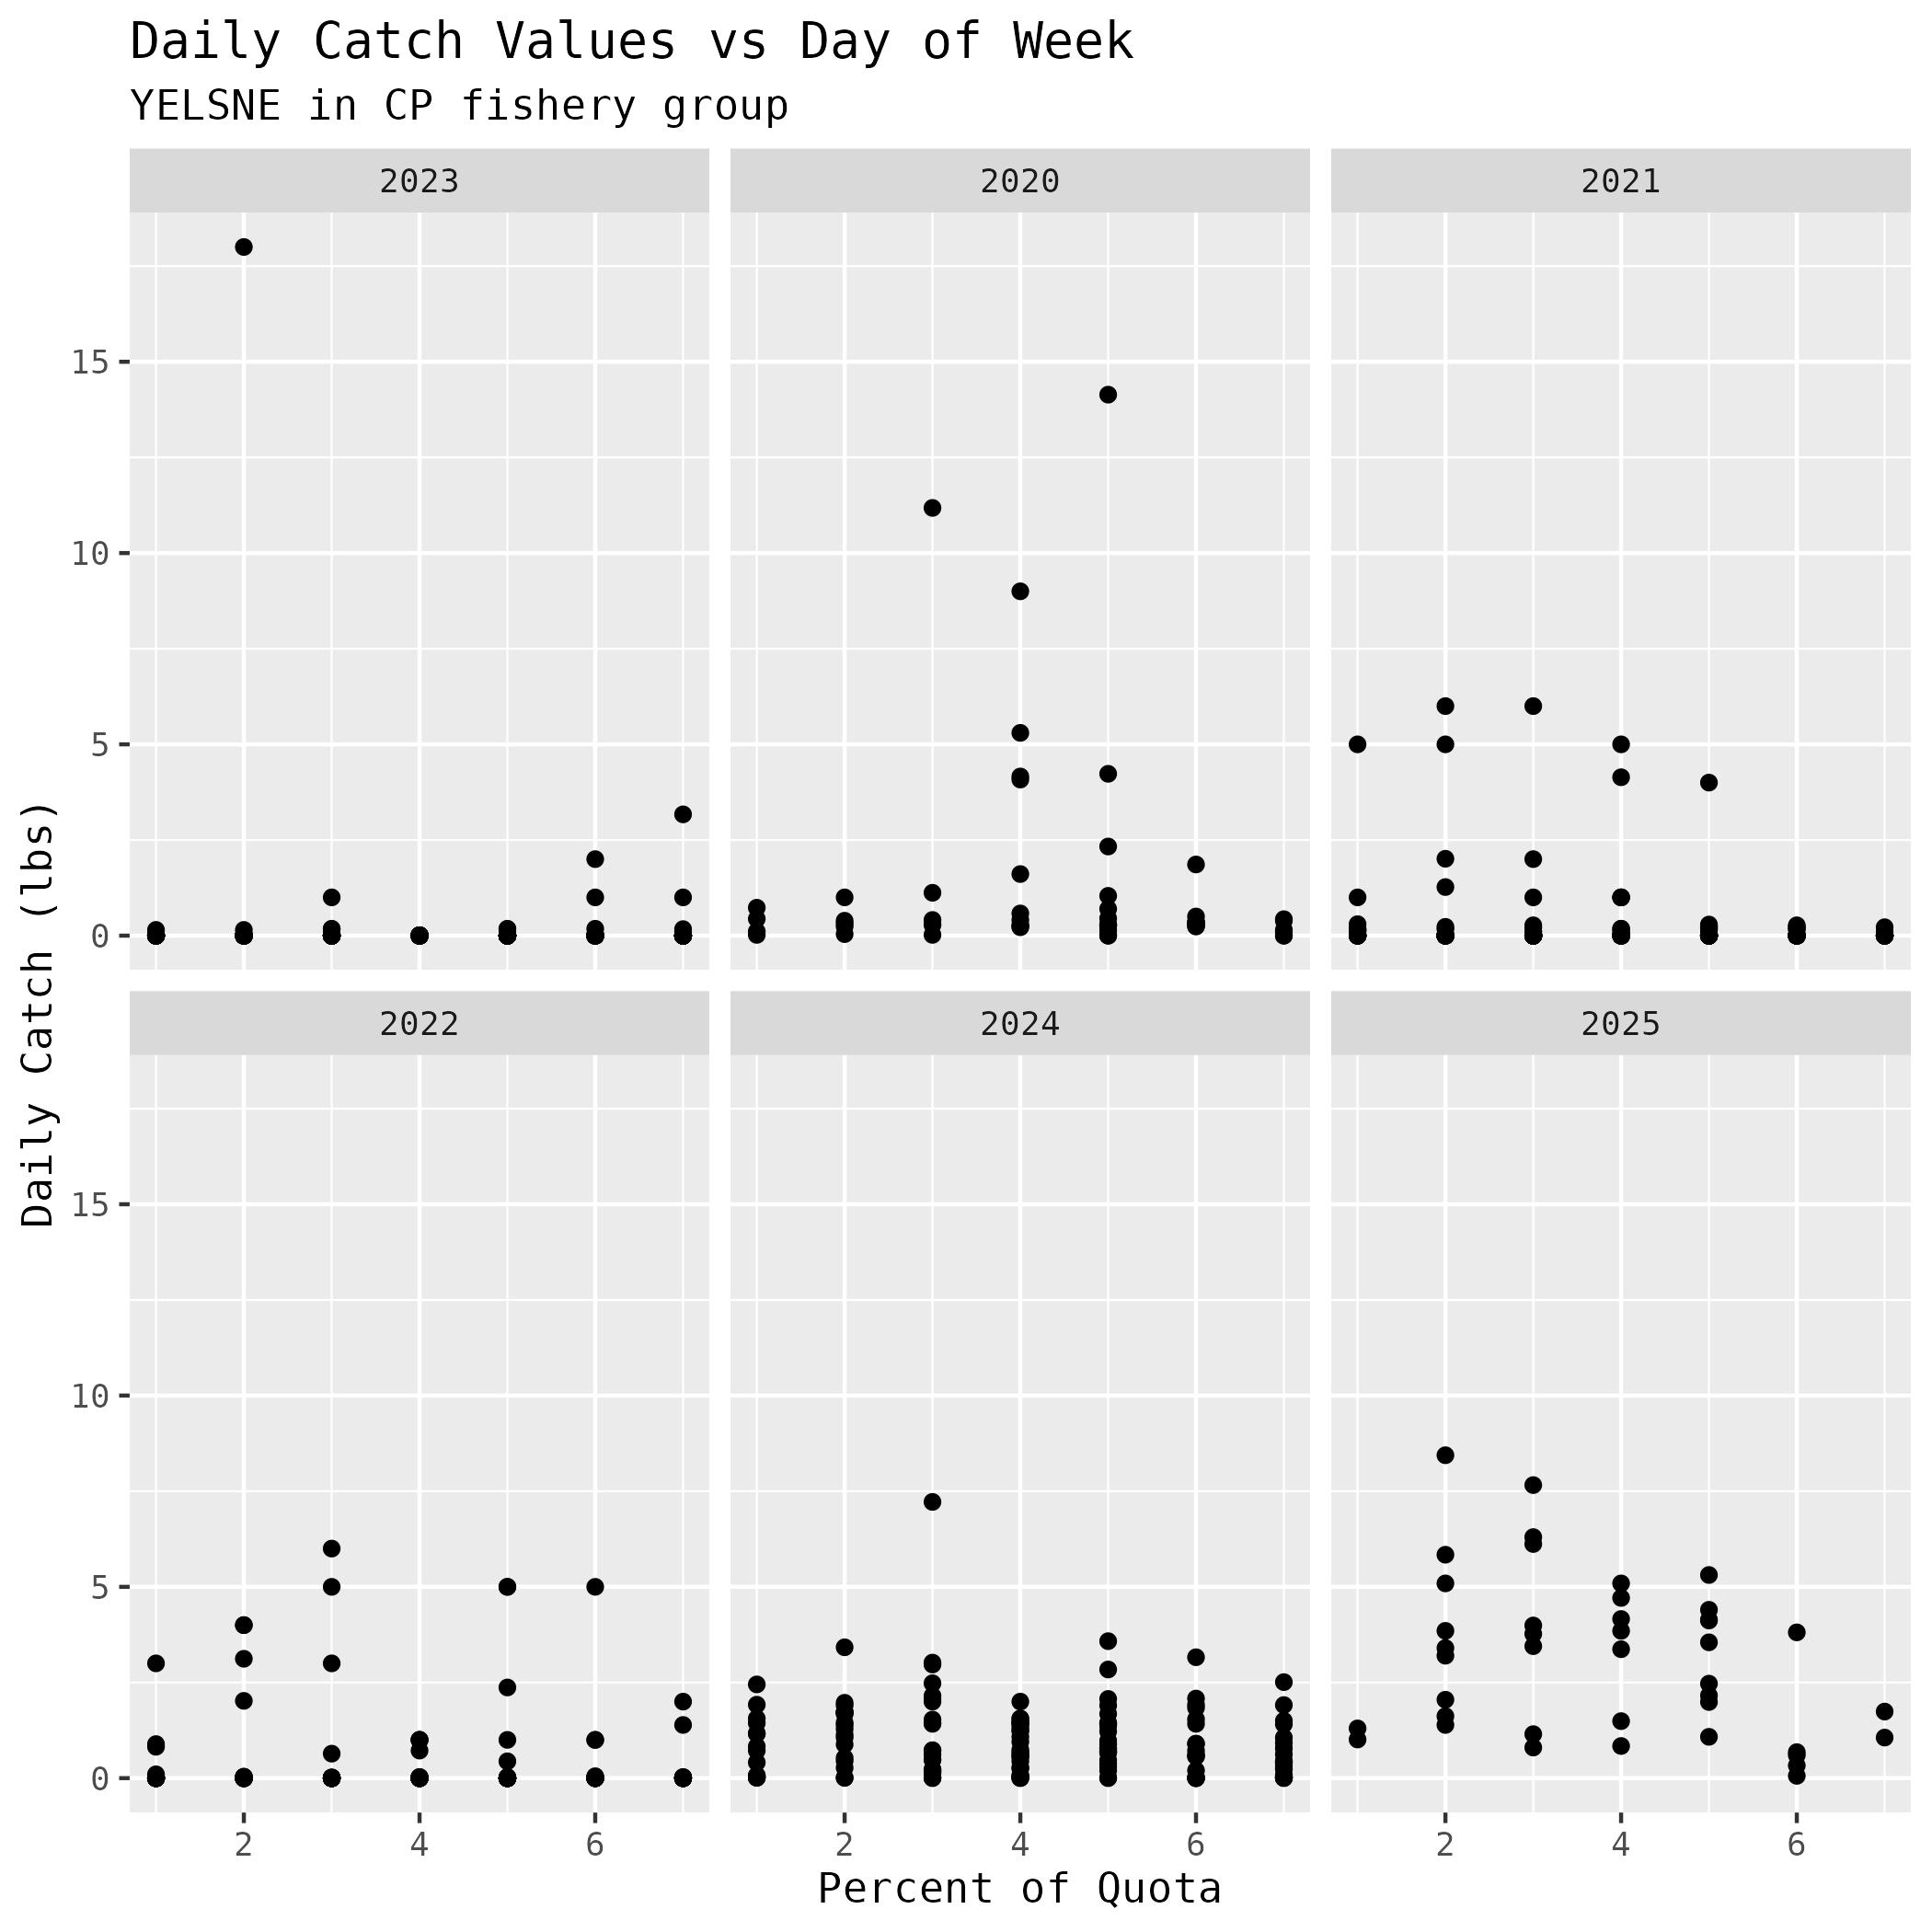 Daily Catch Values vs Day of Week
YELSNE in CP fishery group
2023 2020 2021
15
10
5
0
2022 2024 2025
15
10
5
0
2 4 6 2 4 6 2 4 6
Percent of Quota
Daily Catch (lbs)